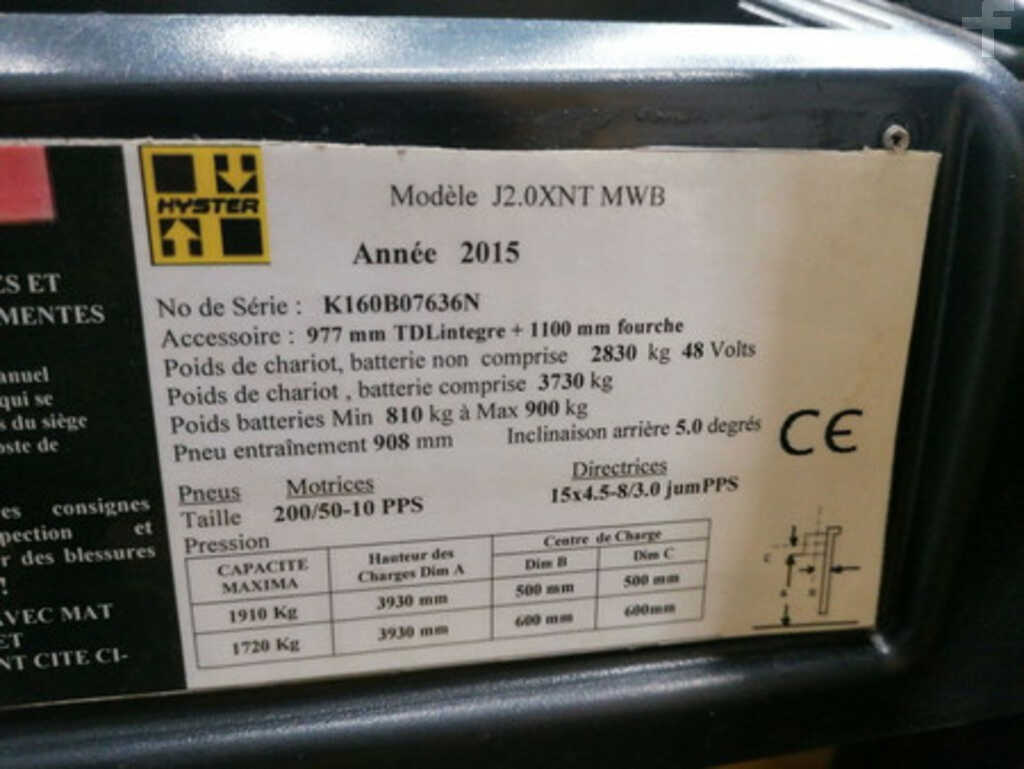 f
HYSTER
Modèle J2.0XNT MWB
Année 2015
No de Série : K160B07636N
Accessoire : 977 mm TDLintegre + 1100 mm fourche
Poids de chariot, batterie non comprise 2830 kg 48 Volts
Poids de chariot , batterie comprise 3730 kg
Poids batteries Min 810 kg à Max 900 kg
Pneu entraînement 908 mm Inclinaison arrière 5.0 degrés
CE
Pneus Motrices Directrices
Taille 200/50-10 PPS 15x4.5-8/3.0 jumPPS
Pression
CAPACITE MAXIMA Hauteur des Charges Dim A Centre de Charge
Dim B Dim C
1910 Kg 3930 mm 500 mm 500 mm
1720 Kg 3930 mm 600 mm 600mm
C
A B
ES ET
MENTES
anuel
qui se
s du siège
oste de
es consignes
pection et
r des blessures
!
AVEC MAT
ET
NT CITE CI-